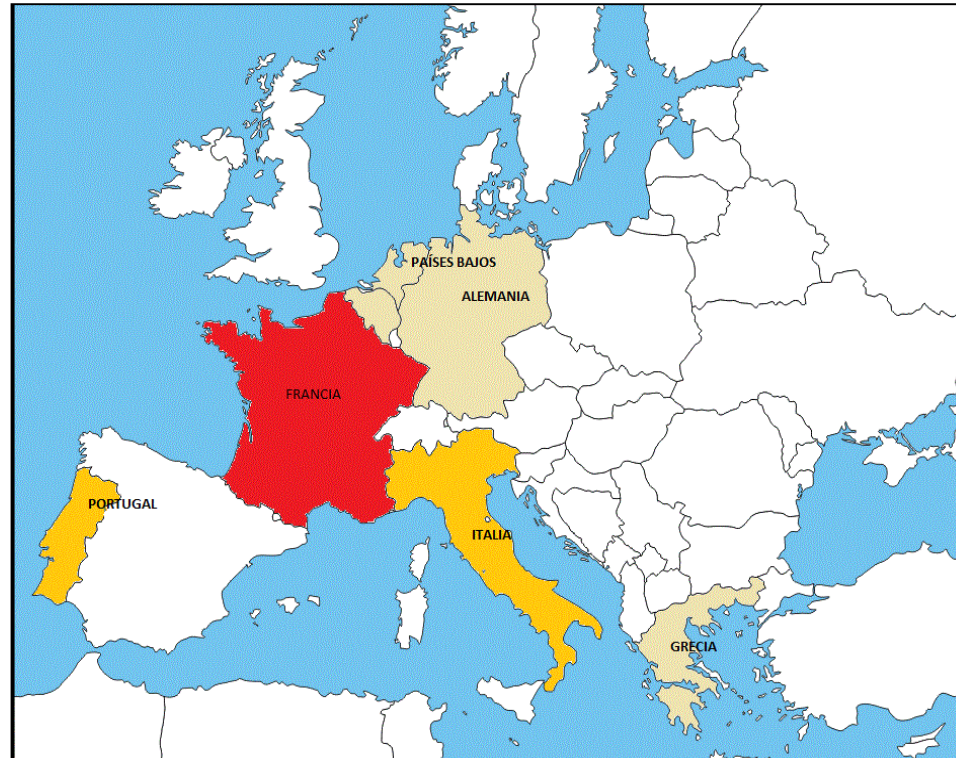 PAÍSES BAJOS
ALEMANIA
FRANCIA
PORTUGAL
ITALIA
GRECIA